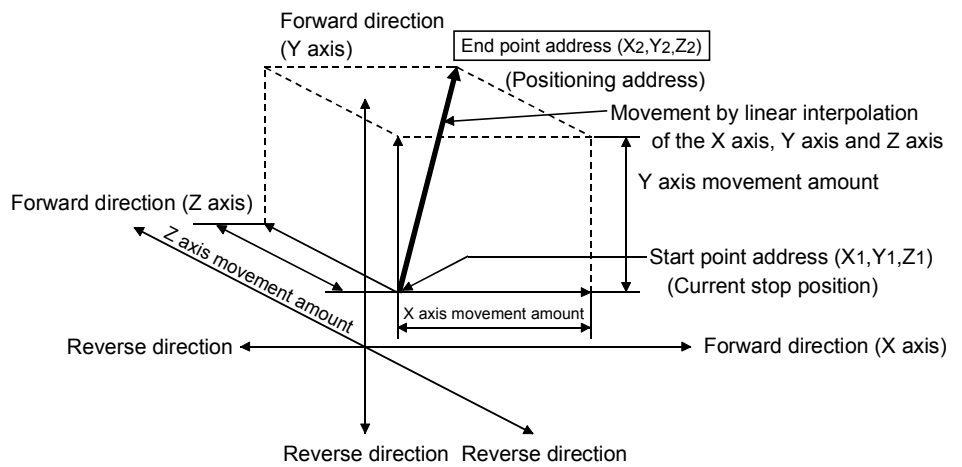 Forward direction
(Y axis)
End point address (X2,Y2,Z2)
(Positioning address)
Movement by linear interpolation
of the X axis, Y axis and Z axis
Y axis movement amount
Forward direction (Z axis)
Z axis movement amount
Start point address (X1,Y1,Z1)
(Current stop position)
X axis movement amount
Reverse direction
Forward direction (X axis)
Reverse direction
Reverse direction